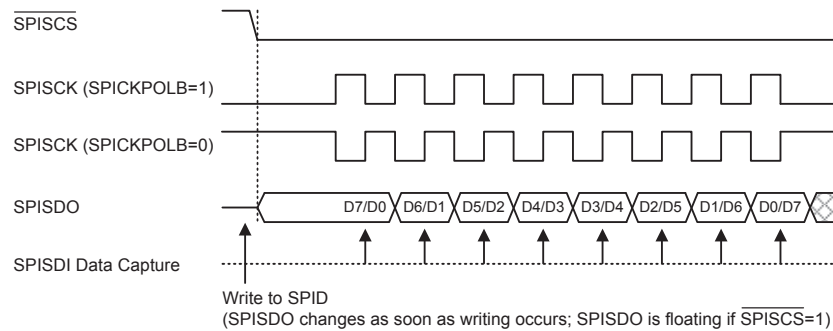 SPISCS
SPISCK (SPICKPOLB=1)
SPISCK (SPICKPOLB=0)
SPISDO
D7/D0 D6/D1 D5/D2 D4/D3 D3/D4 D2/D5 D1/D6 D0/D7
SPISDI Data Capture
Write to SPID
(SPISDO changes as soon as writing occurs; SPISDO is floating if SPISCS=1)